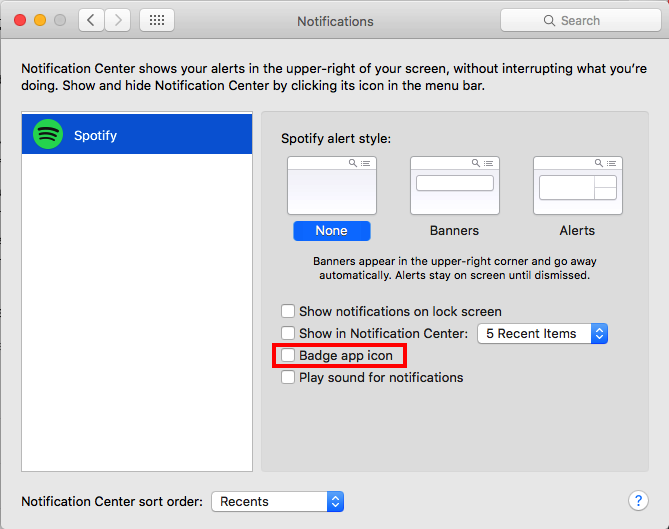 Notifications
Search
Notification Center shows your alerts in the upper-right of your screen, without interrupting what you're
doing. Show and hide Notification Center by clicking its icon in the menu bar.
Spotify
Spotify alert style:
None
Banners
Alerts
Banners appear in the upper-right corner and go away
automatically. Alerts stay on screen until dismissed.
Show notifications on lock screen
Show in Notification Center: 5 Recent Items
Badge app icon
Play sound for notifications
Notification Center sort order: Recents
?